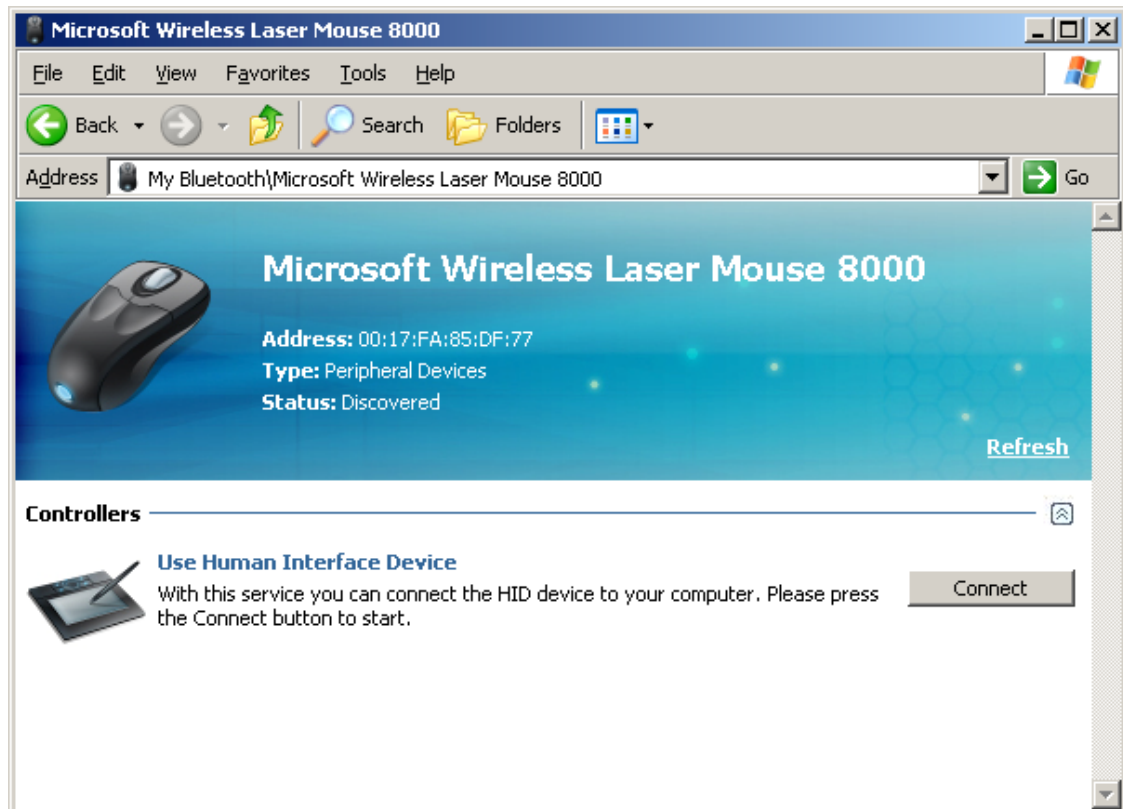 Microsoft Wireless Laser Mouse 8000
File Edit View Favorites Tools Help
Back Search Folders
Address My Bluetooth\Microsoft Wireless Laser Mouse 8000 Go
Microsoft Wireless Laser Mouse 8000
Address: 00:17:FA:85:DF:77
Type: Peripheral Devices
Status: Discovered
Refresh
Controllers
Use Human Interface Device
With this service you can connect the HID device to your computer. Please press
the Connect button to start.
Connect